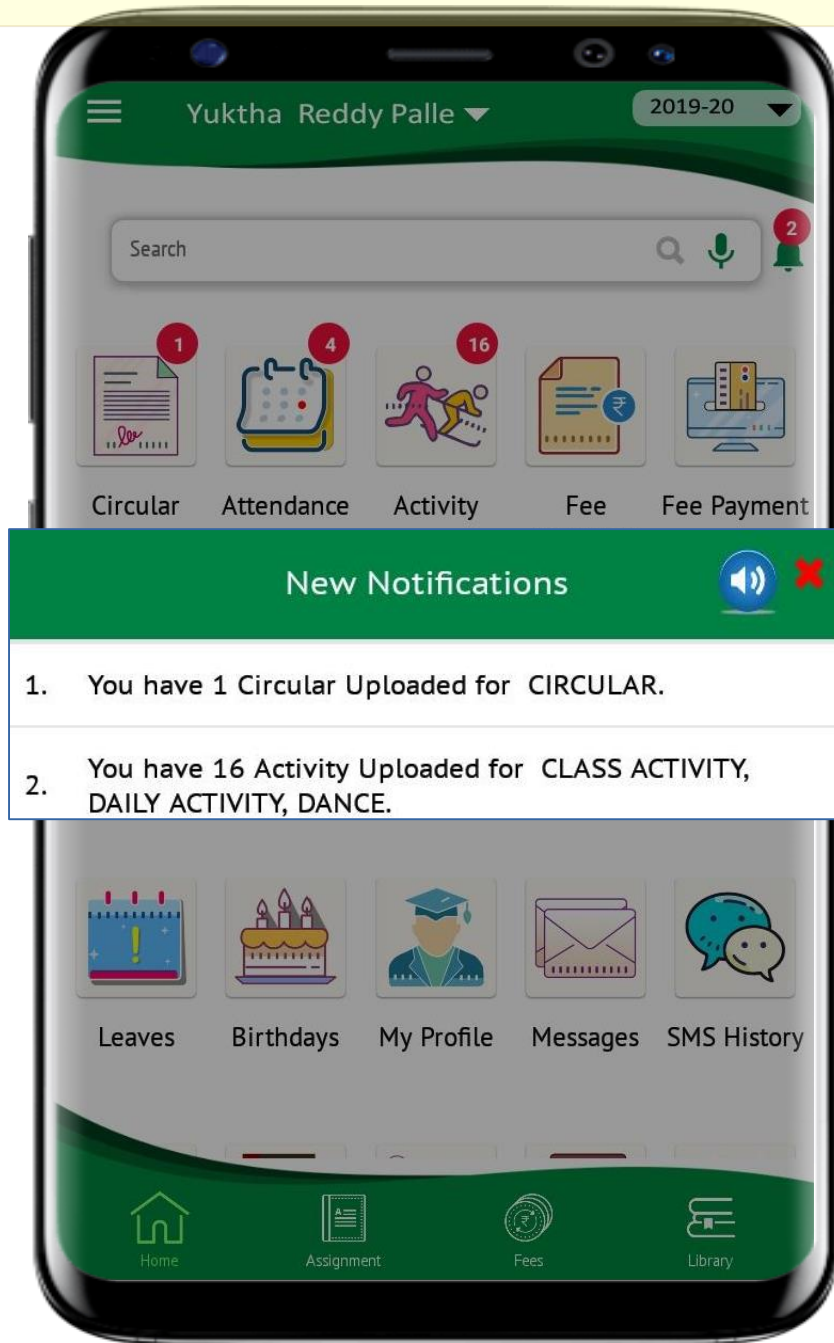 Yuktha Reddy Palle
2019-20
Search
2
1
4
16
Circular
Attendance
Activity
Fee
Fee Payment
New Notifications
1. You have 1 Circular Uploaded for CIRCULAR.
2. You have 16 Activity Uploaded for CLASS ACTIVITY,
DAILY ACTIVITY, DANCE.
Leaves
Birthdays
My Profile
Messages
SMS History
Home
Assignment
Fees
Library